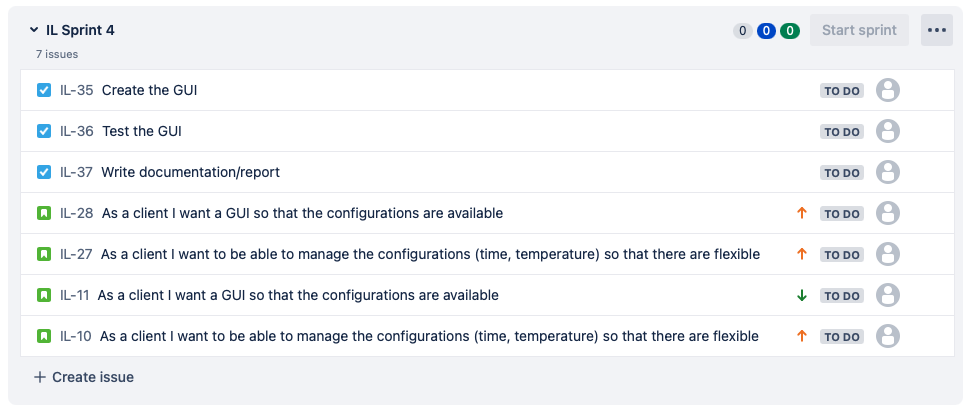 IL Sprint 4 0 0 0 Start sprint
7 issues
IL-35 Create the GUI TO DO
IL-36 Test the GUI TO DO
IL-37 Write documentation/report TO DO
IL-28 As a client I want a GUI so that the configurations are available TO DO
IL-27 As a client I want to be able to manage the configurations (time, temperature) so that there are flexible TO DO
IL-11 As a client I want a GUI so that the configurations are available TO DO
IL-10 As a client I want to be able to manage the configurations (time, temperature) so that there are flexible TO DO
Create issue